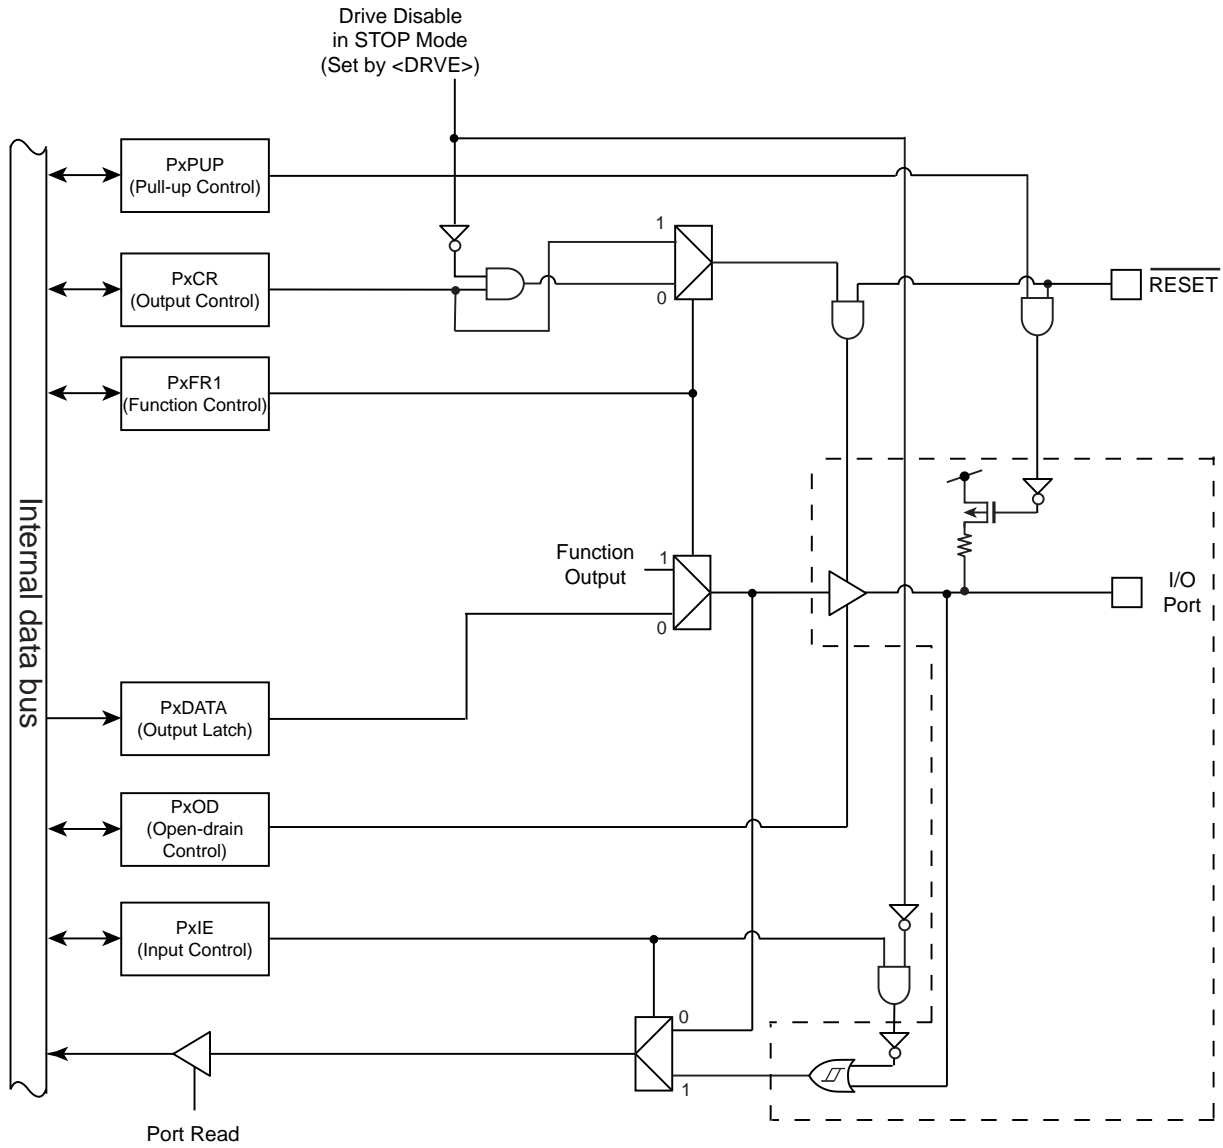 Drive Disable
in STOP Mode
(Set by <DRVE>)
PxPUP
(Pull-up Control)
1
PxCR
(Output Control)
0
RESET
PxFR1
(Function Control)
Internal data bus
Function
Output
1
0
I/O
Port
PxDATA
(Output Latch)
PxOD
(Open-drain
Control)
PxIE
(Input Control)
0
1
Port Read